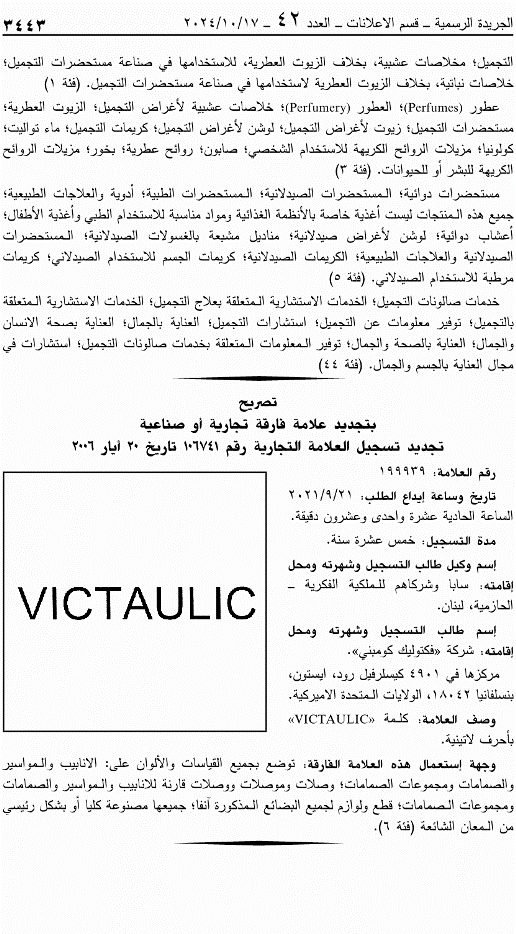 الجريدة الرسمية ـ قسم الاعلانات ـ العدد ٤٢ ـ ٢٠٢٤/١٠/١٧ ٣٤٤٣
التجميل؛ مخلاصات عشبية، بخلاف الزيوت العطرية، للاستخدامها في صناعة مستحضرات التجميل؛
خلاصات نباتية، بخلاف الزيوت العطرية لاستخدامها في صناعة مستحضرات التجميل. (فئة ١)
عطور (Perfumes)؛ العطور (Perfumery)؛ خلاصات عشبية لأغراض التجميل؛ الزيوت العطرية؛
مستحضرات التجميل؛ زيوت لأغراض التجميل؛ لوشن لأغراض التجميل؛ كريمات التجميل؛ ماء تواليت؛
كولونيا؛ مزيلات الروائح الكريهة للاستخدام الشخصي؛ صابون؛ روائح عطرية؛ بخور؛ مزيلات الروائح
الكريهة للبشر أو للحيوانات. (فئة ٣)
مستحضرات دوائية؛ المستحضرات الصيدلانية؛ المستحضرات الطبية؛ أدوية والعلاجات الطبيعية؛
جميع هذه المنتجات ليست أغذية خاصة بالأنظمة الغذائية ومواد مناسبة للاستخدام الطبي وأغذية الأطفال؛
أعشاب دوائية؛ لوشن لأغراض صيدلانية؛ مناديل مشبعة بالغسولات الصيدلانية؛ المستحضرات
الصيدلانية والعلاجات الطبيعية؛ الكريمات الصيدلانية؛ كريمات الجسم للاستخدام الصيدلاني؛ كريمات
مرطبة للاستخدام الصيدلاني. (فئة ٥)
خدمات صالونات التجميل؛ الخدمات الاستشارية المتعلقة بعلاج التجميل؛ الخدمات الاستشارية المتعلقة
بالتجميل؛ توفير معلومات عن التجميل؛ استشارات التجميل؛ العناية بالجمال؛ العناية بصحة الانسان
والجمال؛ العناية بالصحة والجمال؛ توفير المعلومات المتعلقة بخدمات صالونات التجميل؛ استشارات في
مجال العناية بالجسم والجمال. (فئة ٤٤)
تصريح
بتجديد علامة فارقة تجارية أو صناعية
تجديد تسجيل العلامة التجارية رقم ١٠٦٧٤١ تاريخ ٢٠ أيار ٢٠٠٦
رقم العلامة: ١٩٩٩٣٩
تاريخ وساعة إيداع الطلب: ٢٠٢١/٩/٢١
الساعة الحادية عشرة واحدى وعشرون دقيقة.
مدة التسجيل: خمس عشرة سنة.
إسم وكيل طالب التسجيل وشهرته ومحل
إقامته: سابا وشركاهم للملكية الفكرية ـ
الحازمية، لبنان.
إسم طالب التسجيل وشهرته ومحل
إقامته: شركة «فكتوليك كومبني».
مركزها في ٤٩٠١ كيسلرفيل رود، ايستون،
بنسلفانيا ١٨٠٤٢، الولايات المتحدة الاميركية.
وصف العلامة: كلمة «VICTAULIC»
بأحرف لاتينية.
VICTAULIC
وجهة إستعمال هذه العلامة الفارقة: توضع بجميع القياسات والألوان على: الانابيب والمواسير
والصمامات ومجموعات الصمامات؛ وصلات وموصلات ووصلات قارنة للانابيب والمواسير والصمامات
ومجموعات الصمامات؛ قطع ولوازم لجميع البضائع المذكورة آنفا؛ جميعها مصنوعة كليا أو بشكل رئيسي
من المعان الشائعة (فئة ٦).